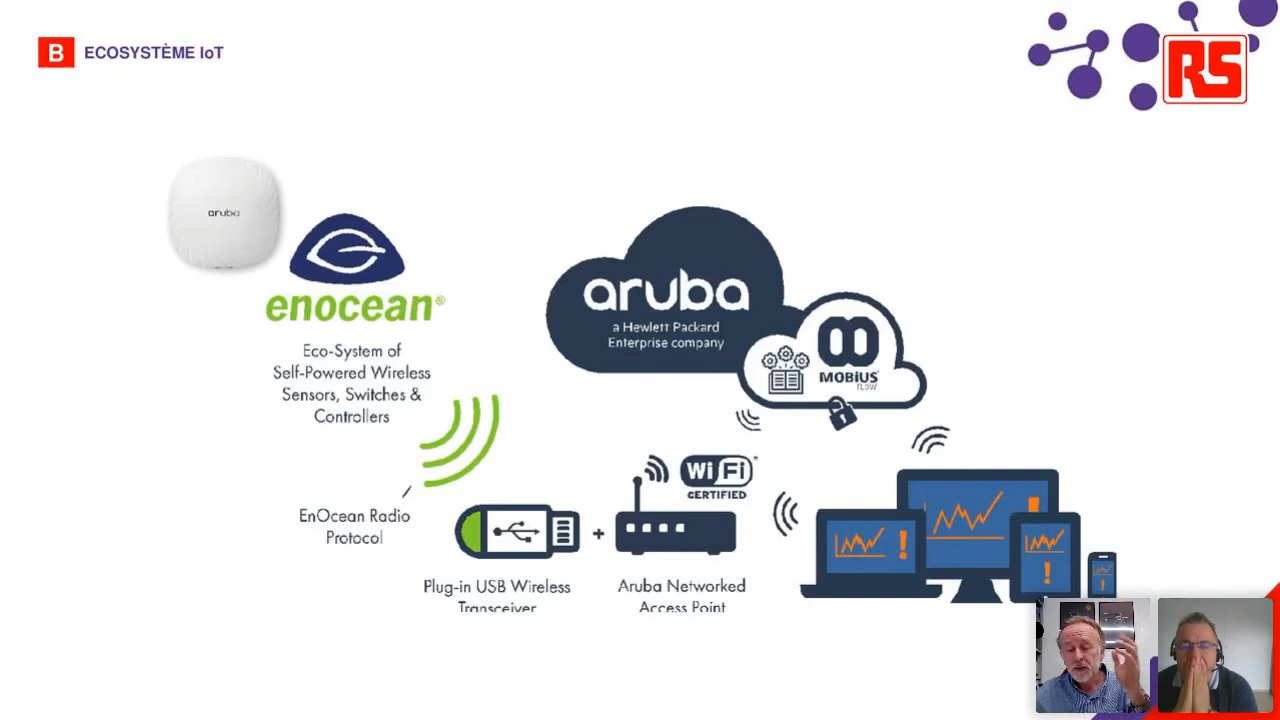 B ECOSYSTÈME IoT
RS
aruba
enocean®
Eco-System of
Self-Powered Wireless
Sensors, Switches &
Controllers
EnOcean Radio
Protocol
aruba
a Hewlett Packard
Enterprise company
MOBiUS
FLOW
Wi Fi
CERTIFIED
+
Plug-in USB Wireless
Transceiver
Aruba Networked
Access Point
!
!
!
!